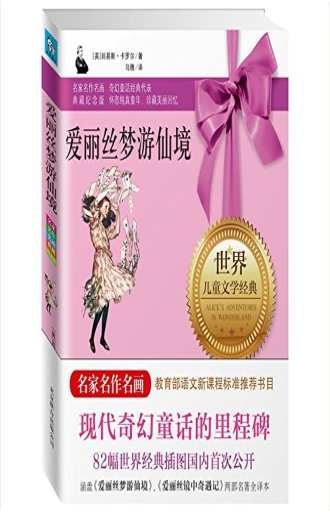 [英]刘易斯·卡罗尔/著
马衡/译
名家名作名画 奇幻童话经典代表
典藏纪念版 怀念纯真童年，珍藏美丽回忆
爱丽丝梦游仙境
爱丽丝梦游仙境
世界
儿童文学经典
ALICE'S ADVENTURES
IN WONDERLAND
名家名作名画
教育部语文新课程标准推荐书目
现代奇幻童话的里程碑
82幅世界经典插图国内首次公开
涵盖《爱丽丝梦游仙境》、《爱丽丝镜中奇遇记》两部名著全译本